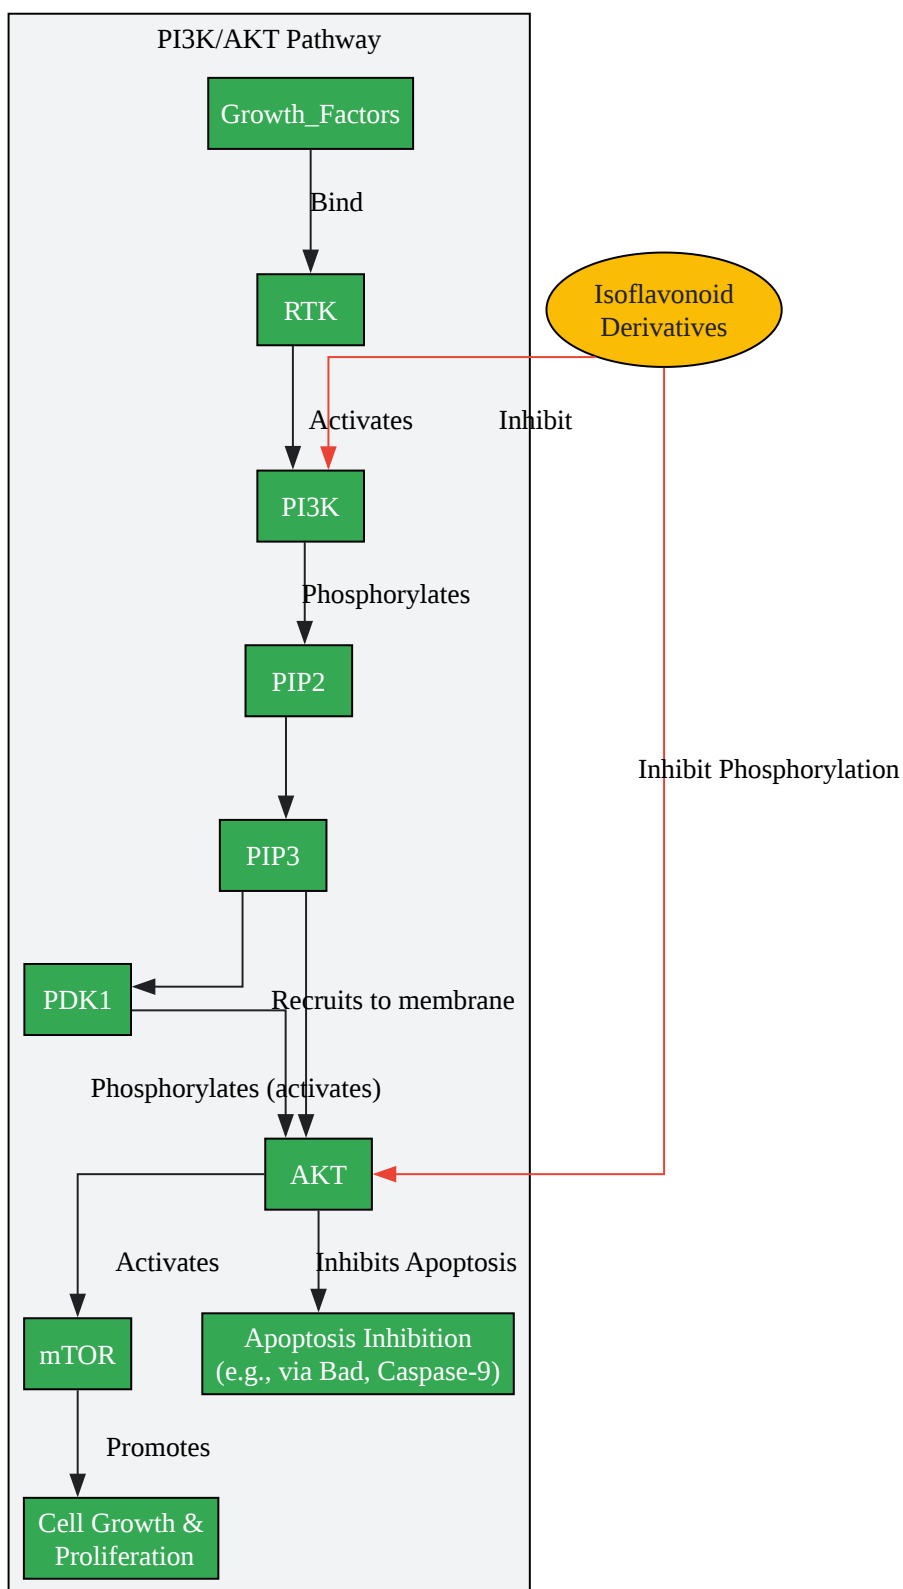 PI3K/AKT Pathway
Growth_Factors
Bind
RTK
Isoflavonoid
Derivatives
Activates
Inhibit
PI3K
Phosphorylates
PIP2
Inhibit Phosphorylation
PIP3
PDK1
Recruits to membrane
Phosphorylates (activates)
AKT
Activates
Inhibits Apoptosis
mTOR
Apoptosis Inhibition
(e.g., via Bad, Caspase-9)
Promotes
Cell Growth &
Proliferation